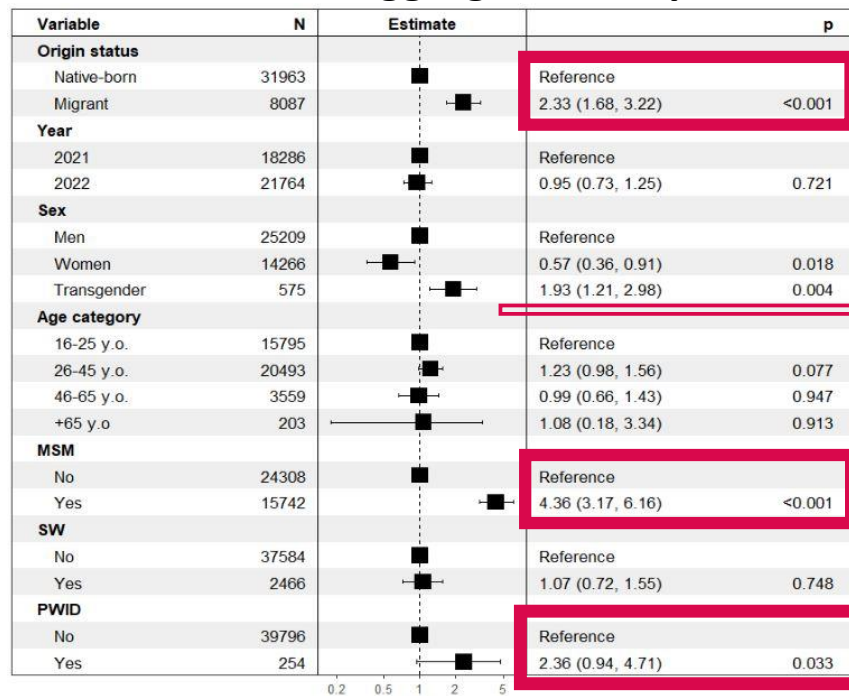 Variable N Estimate p
Origin status
Native-born 31963 Reference
Migrant 8087 2.33 (1.68, 3.22) <0.001
Year
2021 18286 Reference
2022 21764 0.95 (0.73, 1.25) 0.721
Sex
Men 25209 Reference
Women 14266 0.57 (0.36, 0.91) 0.018
Transgender 575 1.93 (1.21, 2.98) 0.004
Age category
16-25 y.o. 15795 Reference
26-45 y.o. 20493 1.23 (0.98, 1.56) 0.077
46-65 y.o. 3559 0.99 (0.66, 1.43) 0.947
+65 y.o 203 1.08 (0.18, 3.34) 0.913
MSM
No 24308 Reference
Yes 15742 4.36 (3.17, 6.16) <0.001
SW
No 37584 Reference
Yes 2466 1.07 (0.72, 1.55) 0.748
PWID
No 39796 Reference
Yes 254 2.36 (0.94, 4.71) 0.033
0.2 0.5 1 2 5